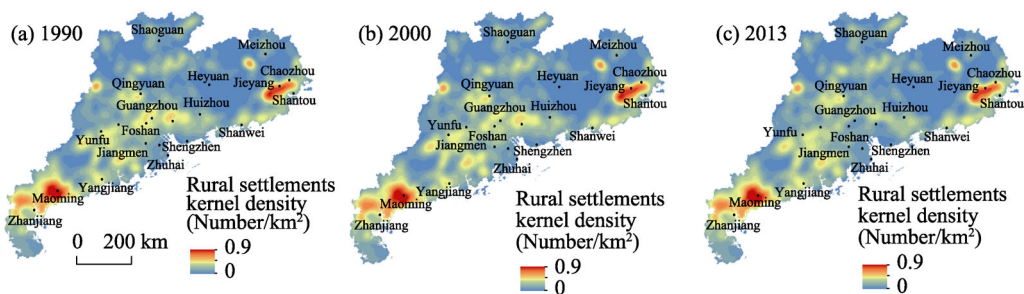 (a) 1990
Shaoguan
Meizhou
Heyuan
Chaozhou
Qingyuan
Jieyang
Guangzhou
Huizhou
Shantou
Foshan
Shanwei
Yunfu
Shengzhen
Jiangmen
Zhuhai
Yangjiang
Maoming
Zhanjiang
Rural settlements
kernel density
(Number/km²)
0.9
0
0 200 km
(b) 2000
Shaoguan
Meizhou
Heyuan
Chaozhou
Qingyuan
Jieyang
Guangzhou
Shantou
Huizhou
Yunfu
Foshan
Shanwei
Jiangmen
Shengzhen
Zhuhai
Yangjiang
Maoming
Zhanjiang
Rural settlements
kernel density
(Number/km²)
0.9
0
(c) 2013
Shaoguan
Meizhou
Heyuan
Chaozhou
Qingyuan
Jieyang
Guangzhou
Shantou
Huizhou
Yunfu
Foshan
Shanwei
Jiangmen
Shengzhen
Zhuhai
Yangjiang
Maoming
Zhanjiang
Rural settlements
kernel density
(Number/km²)
0.9
0